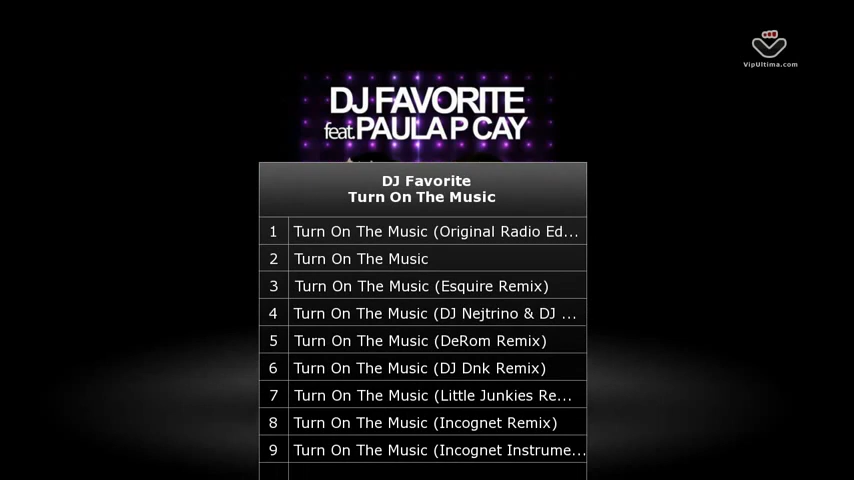 VipUltima.com
DJ FAVORITE
feat. PAULA P CAY
DJ Favorite
Turn On The Music
1 Turn On The Music (Original Radio Ed...
2 Turn On The Music
3 Turn On The Music (Esquire Remix)
4 Turn On The Music (DJ Nejtrino & DJ ...
5 Turn On The Music (DeRom Remix)
6 Turn On The Music (DJ Dnk Remix)
7 Turn On The Music (Little Junkies Re...
8 Turn On The Music (Incognet Remix)
9 Turn On The Music (Incognet Instrume...